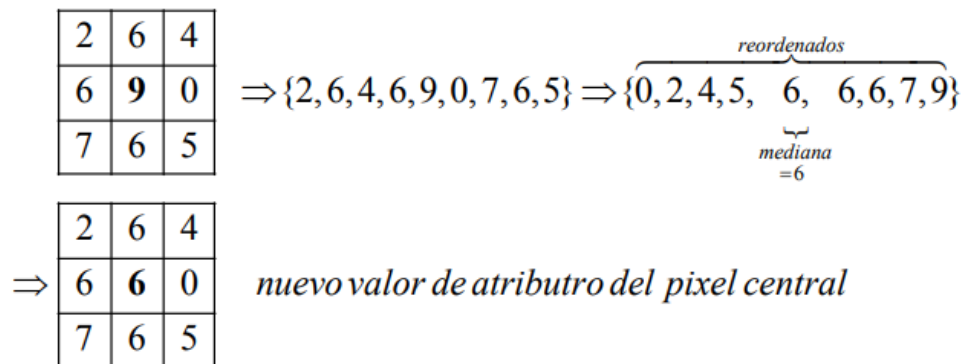 2 6 4
reordenados
6 9 0 ⇒{2,6,4,6,9,0,7,6,5}⇒{0,2,4,5, 6, 6,6,7,9}
7 6 5
mediana
=6
2 6 4
⇒ 6 6 0 nuevo valor de atributro del pixel central
7 6 5